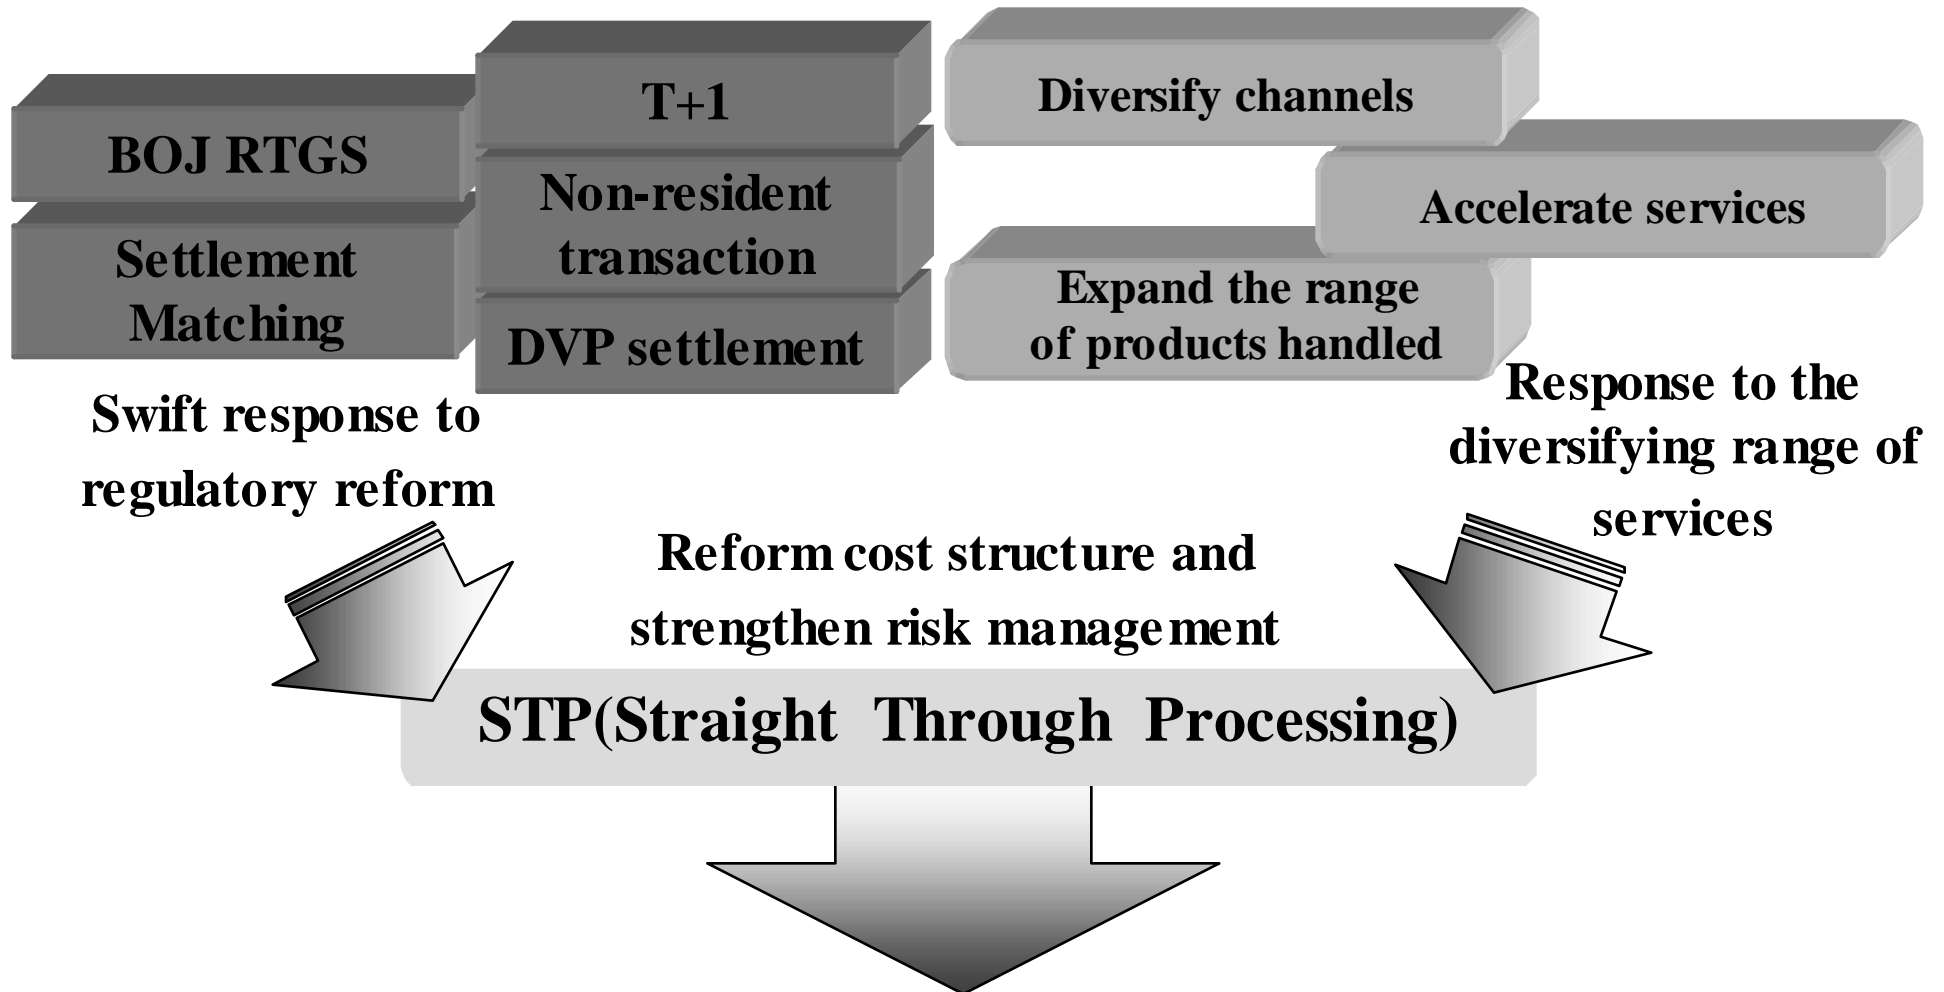 BOJ RTGS
Settlement
Matching
T+1
Non-resident
transaction
DVP settlement
Diversify channels
Accelerate services
Expand the range
of products handled
Swift response to
regulatory reform
Response to the
diversifying range of
services
Reform cost structure and
strengthen risk management
STP(Straight Through Processing)